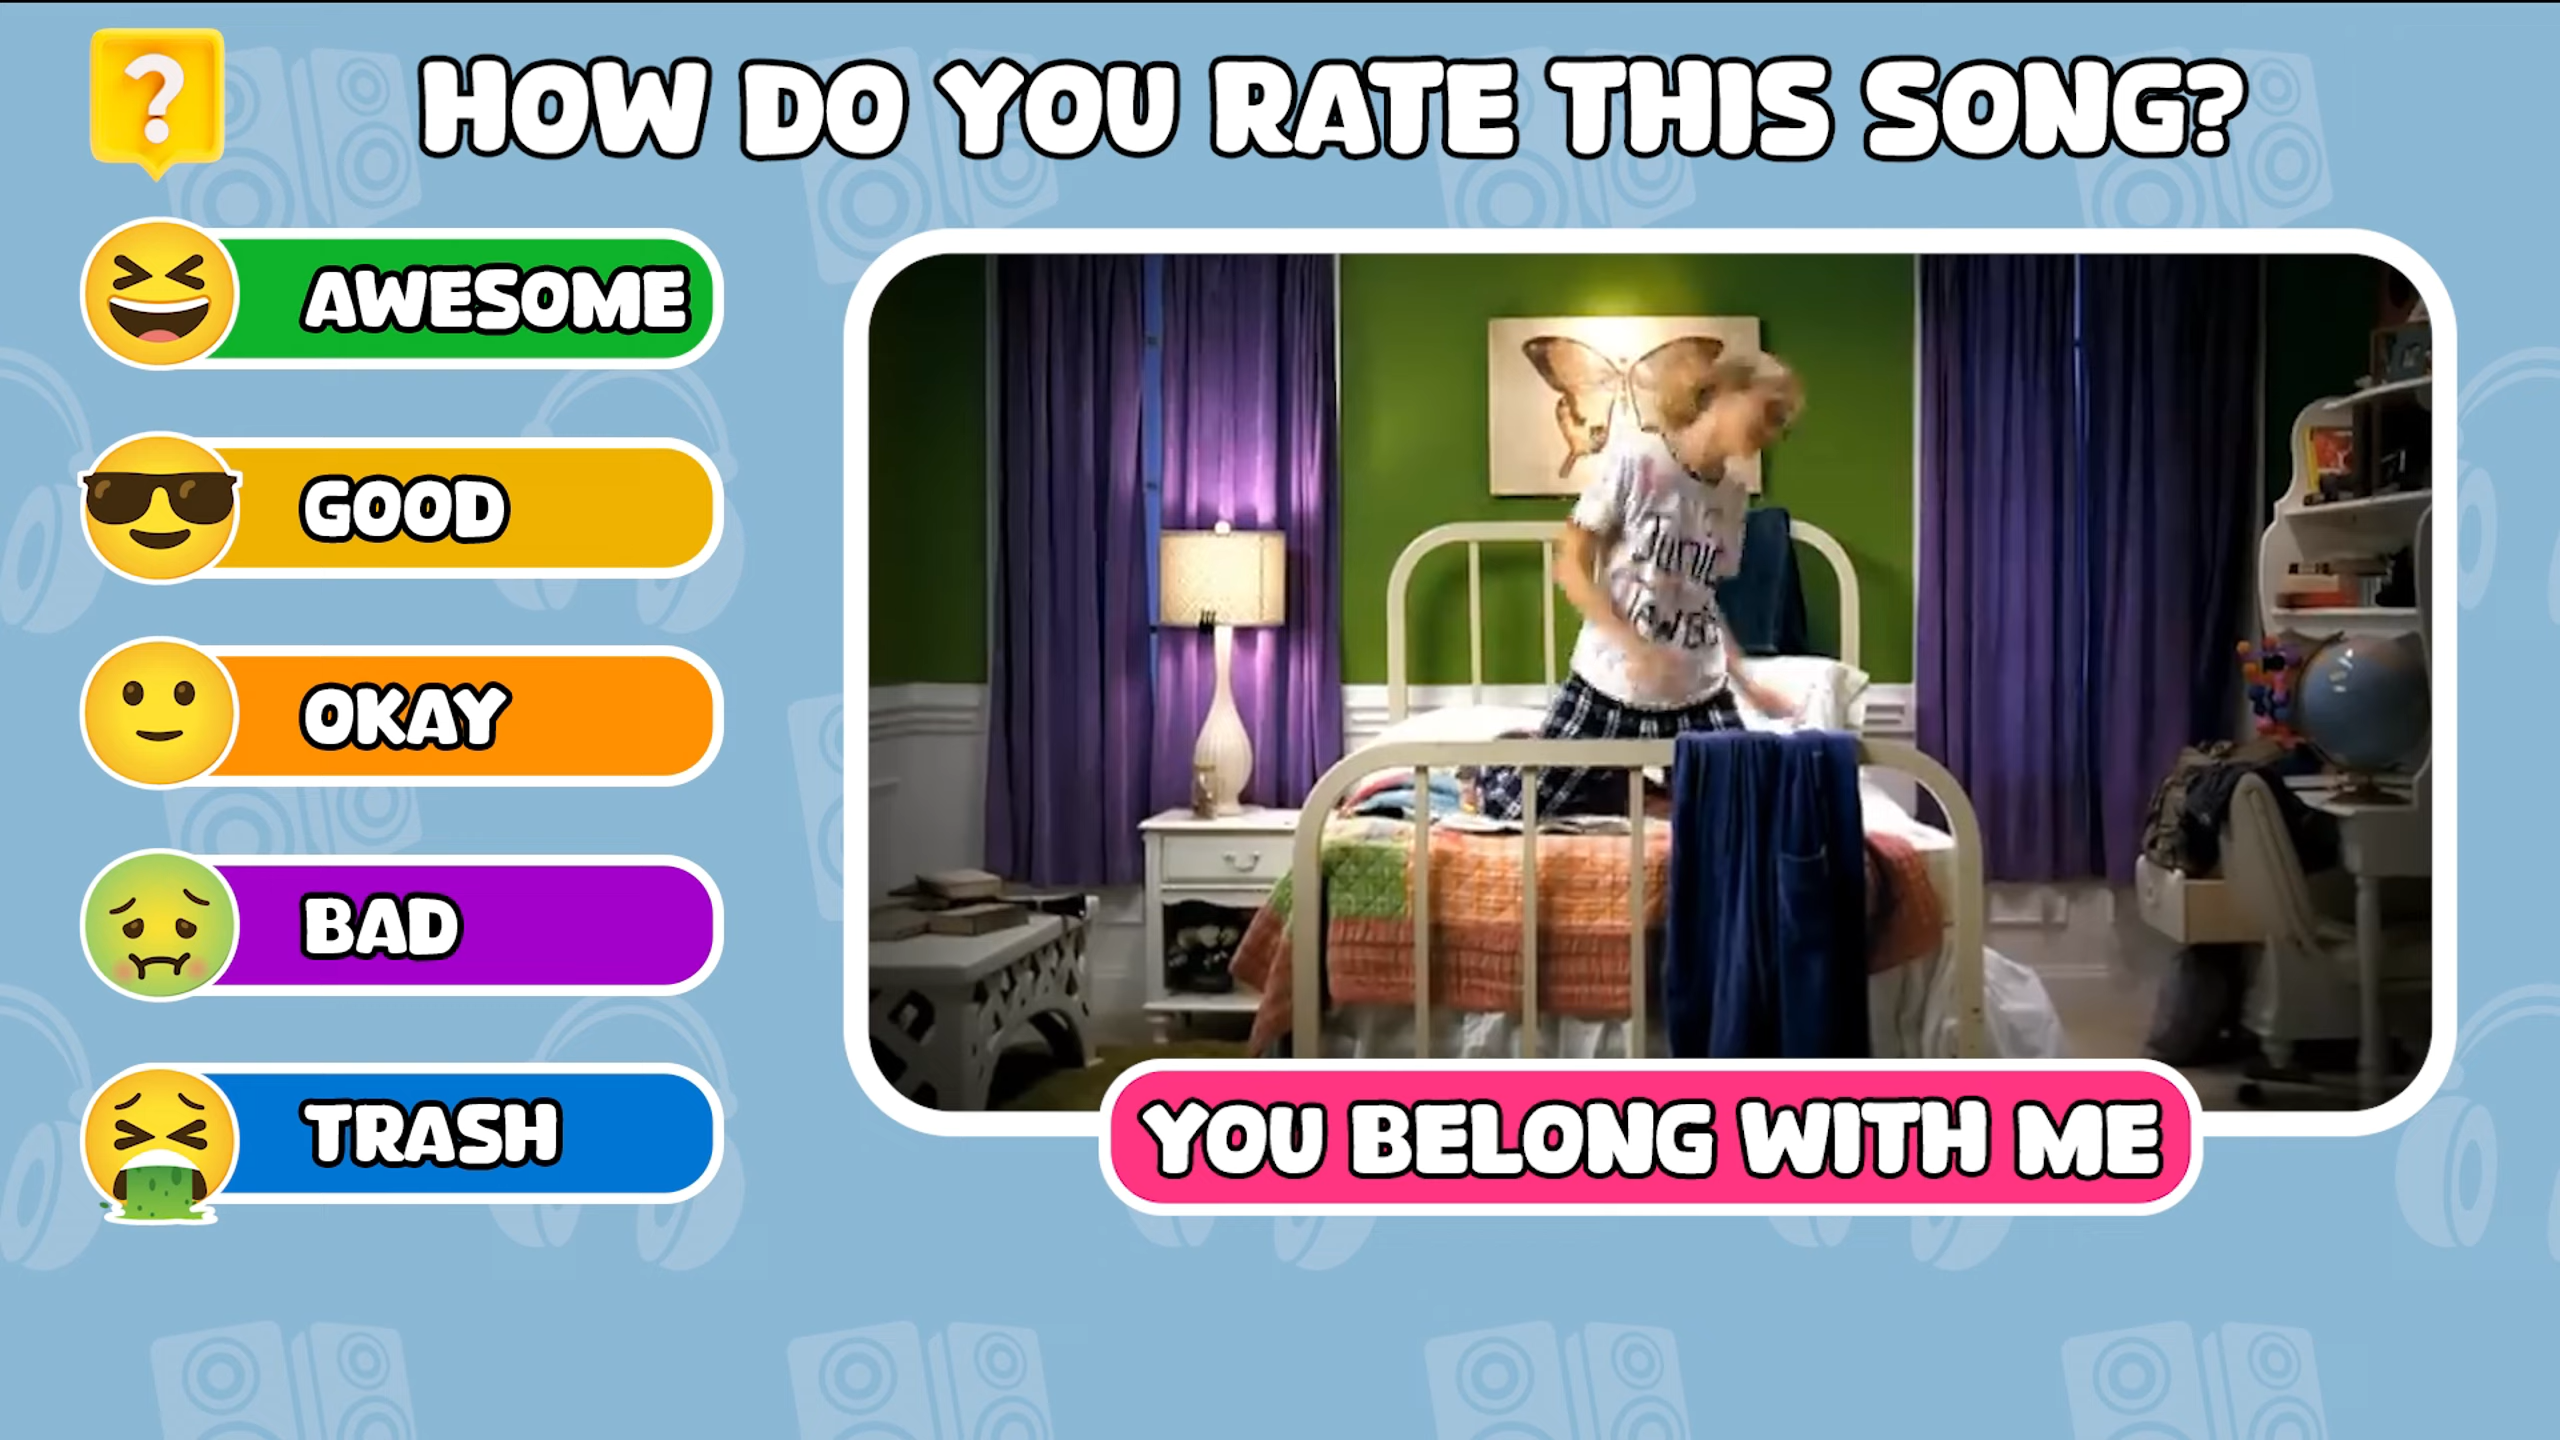 ?
HOW DO YOU RATE THIS SONG?
AWESOME
GOOD
OKAY
BAD
TRASH
YOU BELONG WITH ME